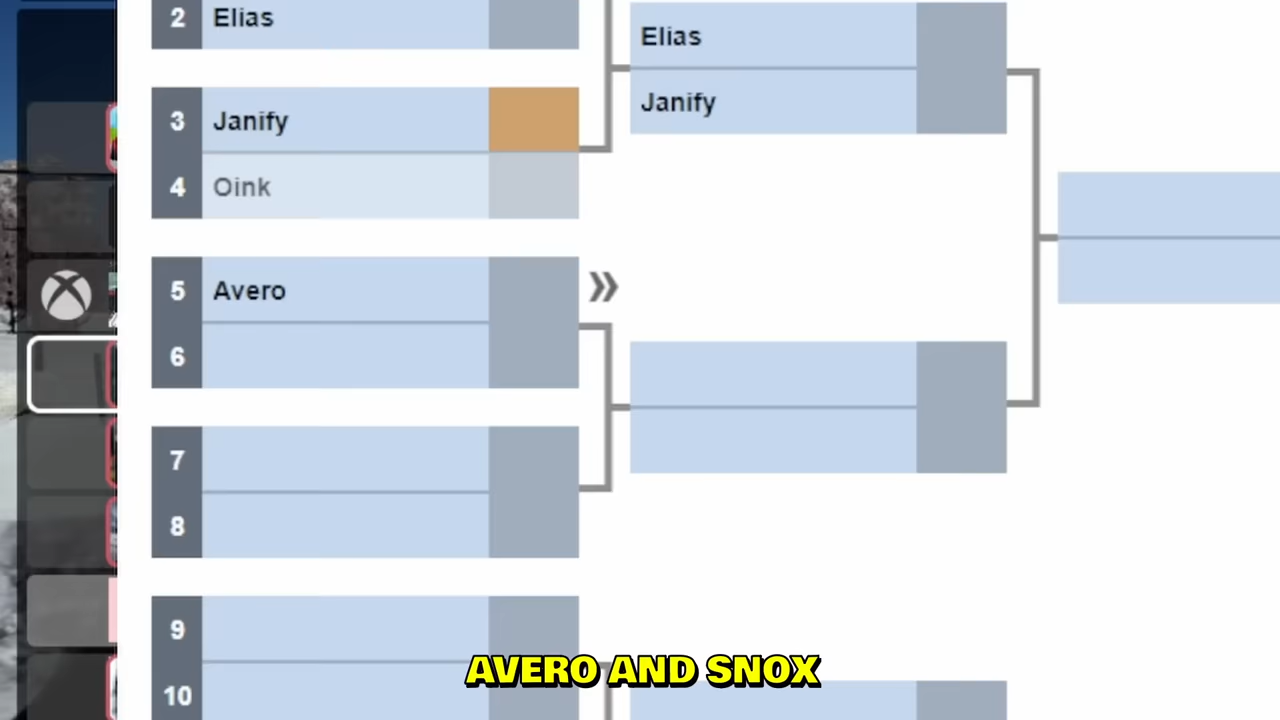 2 Elias
3 Janify
4 Oink
5 Avero
6
7
8
9
10
Elias
Janify
AVERO AND SNOX